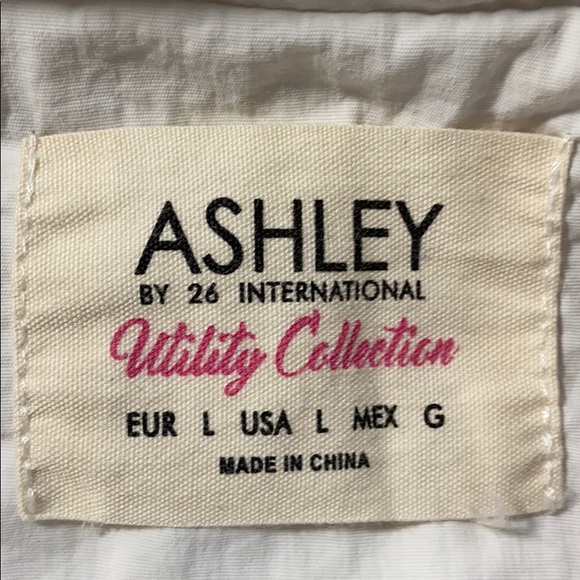 ASHLEY
BY 26 INTERNATIONAL
Utility Collection
EUR L USA L MEX G
MADE IN CHINA